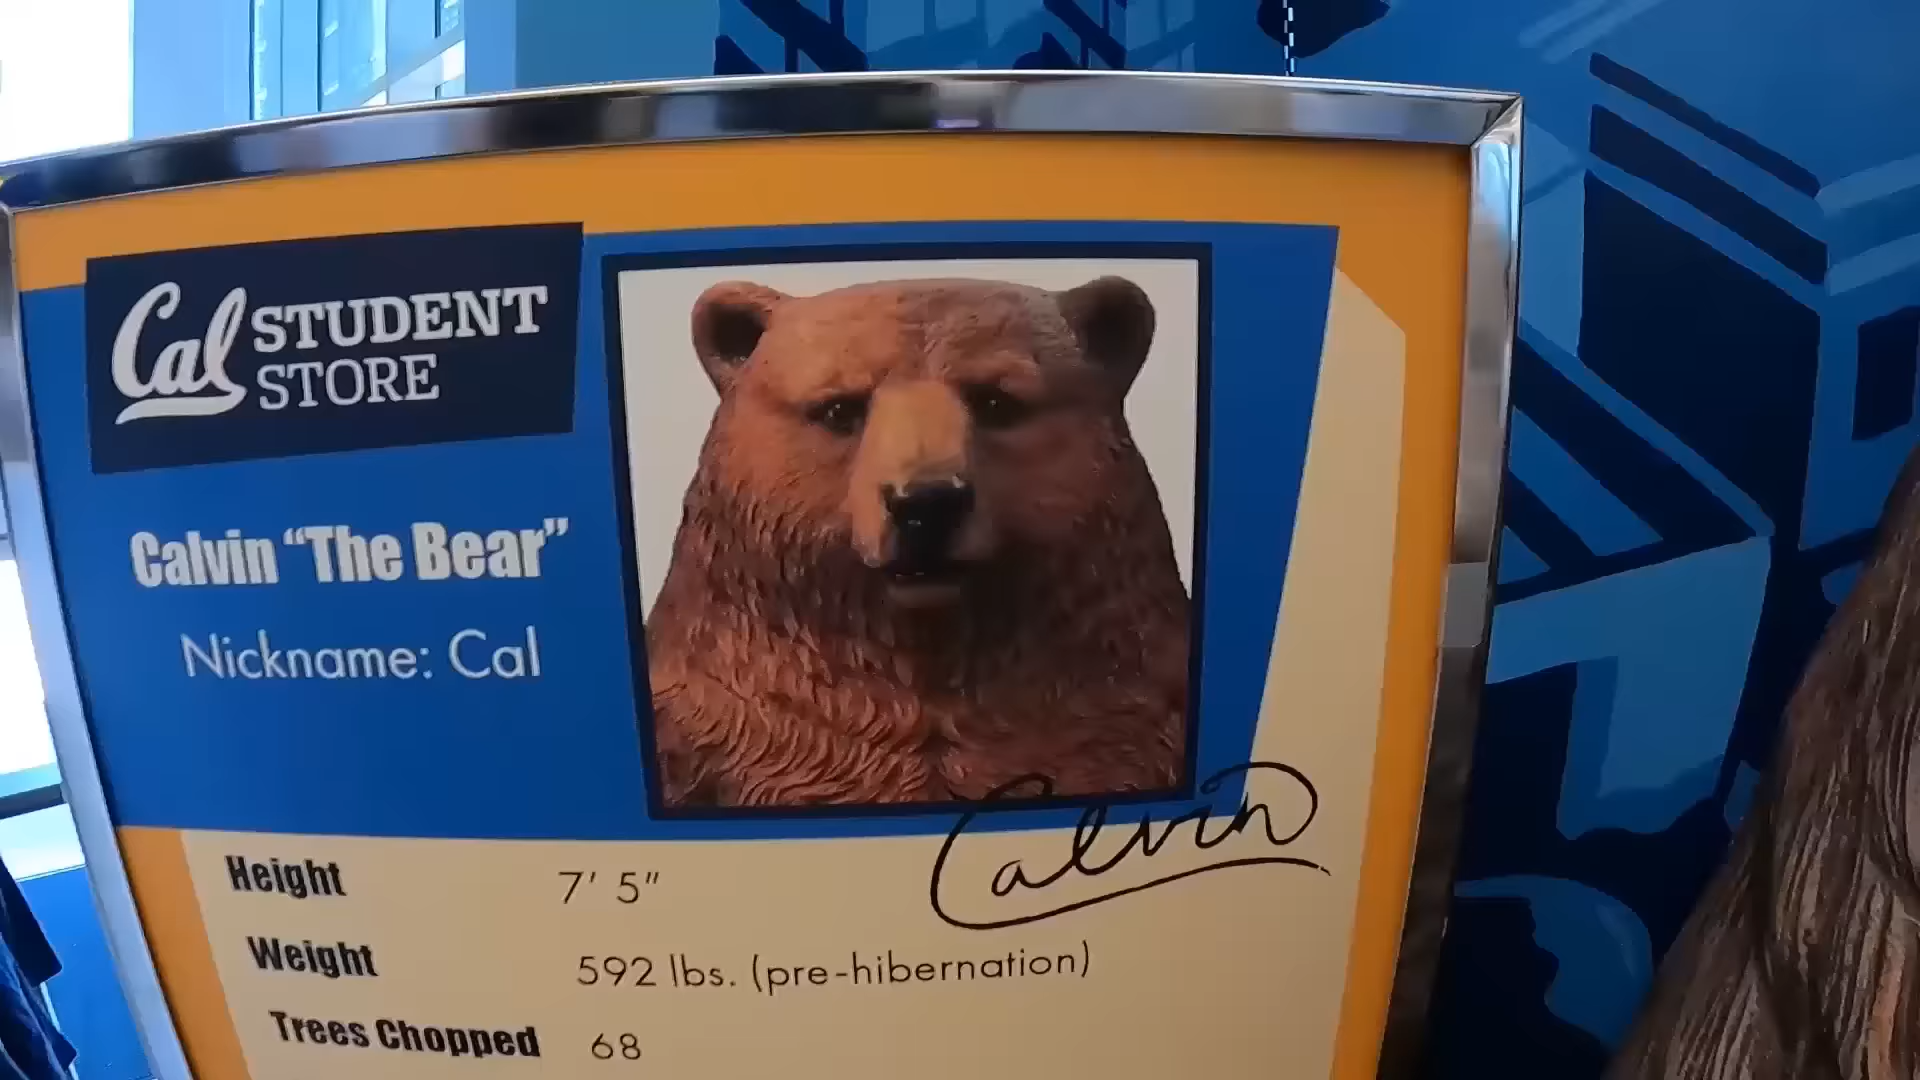 Cal STUDENT
STORE
Calvin “The Bear”
Nickname: Cal
Calvin
Height 7' 5"
Weight 592 lbs. (pre-hibernation)
Trees Chopped 68